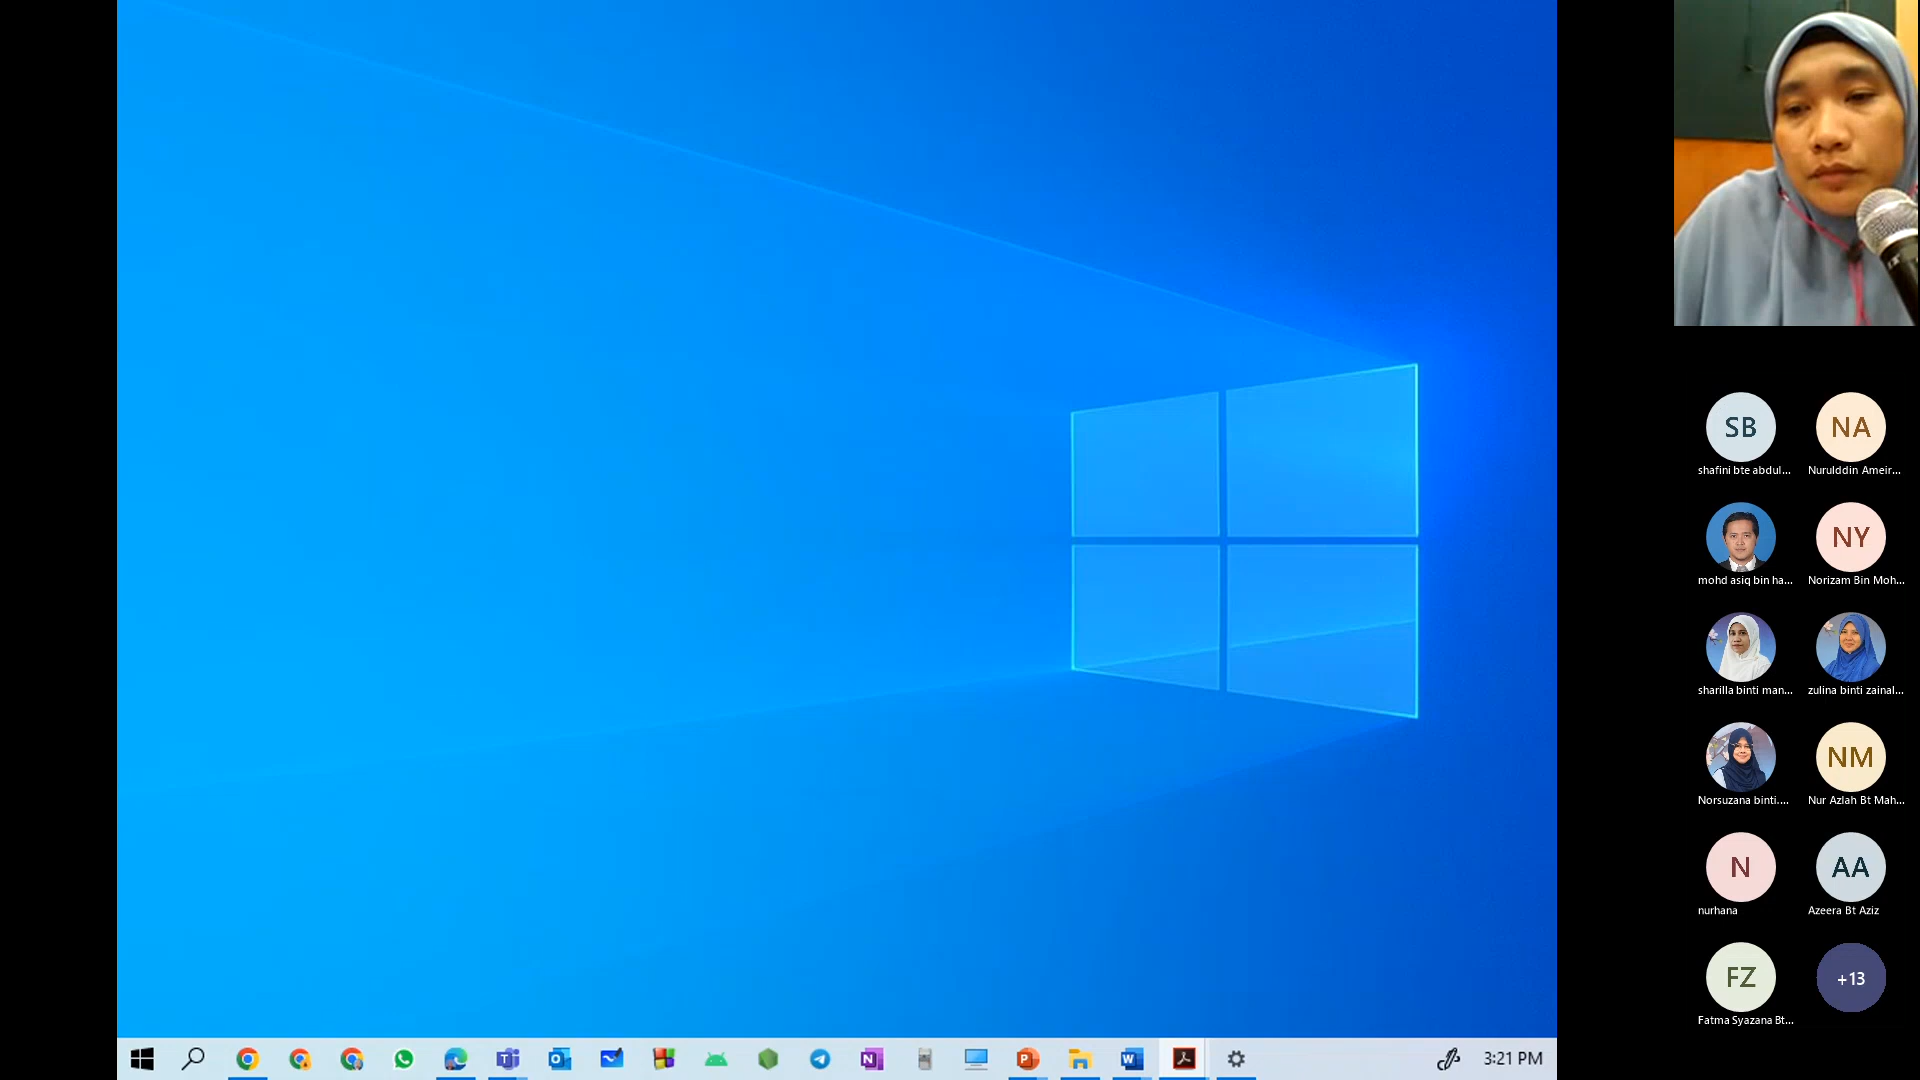 SB
NA
shafini bte abdul...
Nurulddin Ameir...
NY
mohd asiq bin ha...
Norizam Bin Moh...
sharilla binti man...
zulina binti zainal...
NM
Norsuzana binti....
Nur Azlah Bt Mah...
N
AA
nurhana
Azeera Bt Aziz
FZ
+13
Fatma Syazana Bt...
3:21 PM